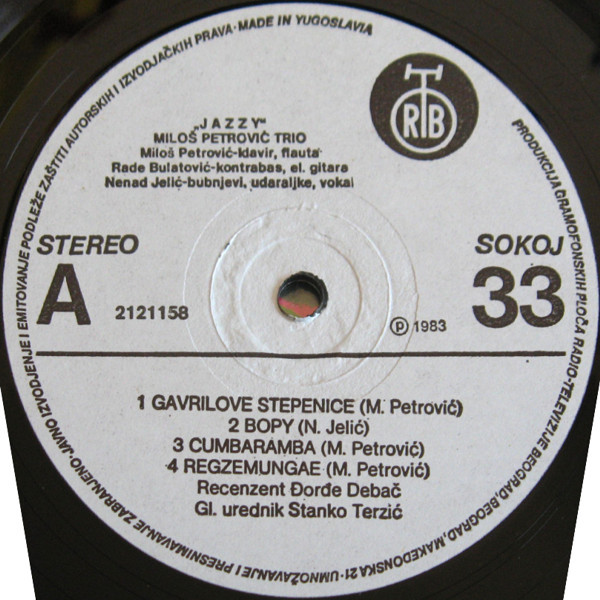 PRODUKCIJA GRAMOFONSKIH PLOČA RADIO-TELEVIZIJE BEOGRAD, BEOGRAD, MAKEDONSKA 21 · UMNOŽAVANJE I PRESNIMAVANJE ZABRANJENO · JAVNO IZVODJENJE I EMITOVANJE PODLEŽE ZAŠTITI AUTORSKIH I IZVODJAČKIH PRAVA · MADE IN YUGOSLAVIA
RTB
„JAZZY“
MILOŠ PETROVIČ TRIO
Miloš Petrović-klavir, flauta
Rade Bulatović-kontrabas, el. gitara
Nenad Jelić-bubnjevi, udaraljke, vokal
STEREO
SOKOJ
A
2121158
33
℗ 1983
1 GAVRILOVE STEPENICE (M. Petrović)
2 BOPY (N. Jelić)
3 CUMBARAMBA (M. Petrović)
4 REGZEMUNGAE (M. Petrović)
Recenzent Đorđe Debač
Gl. urednik Stanko Terzić